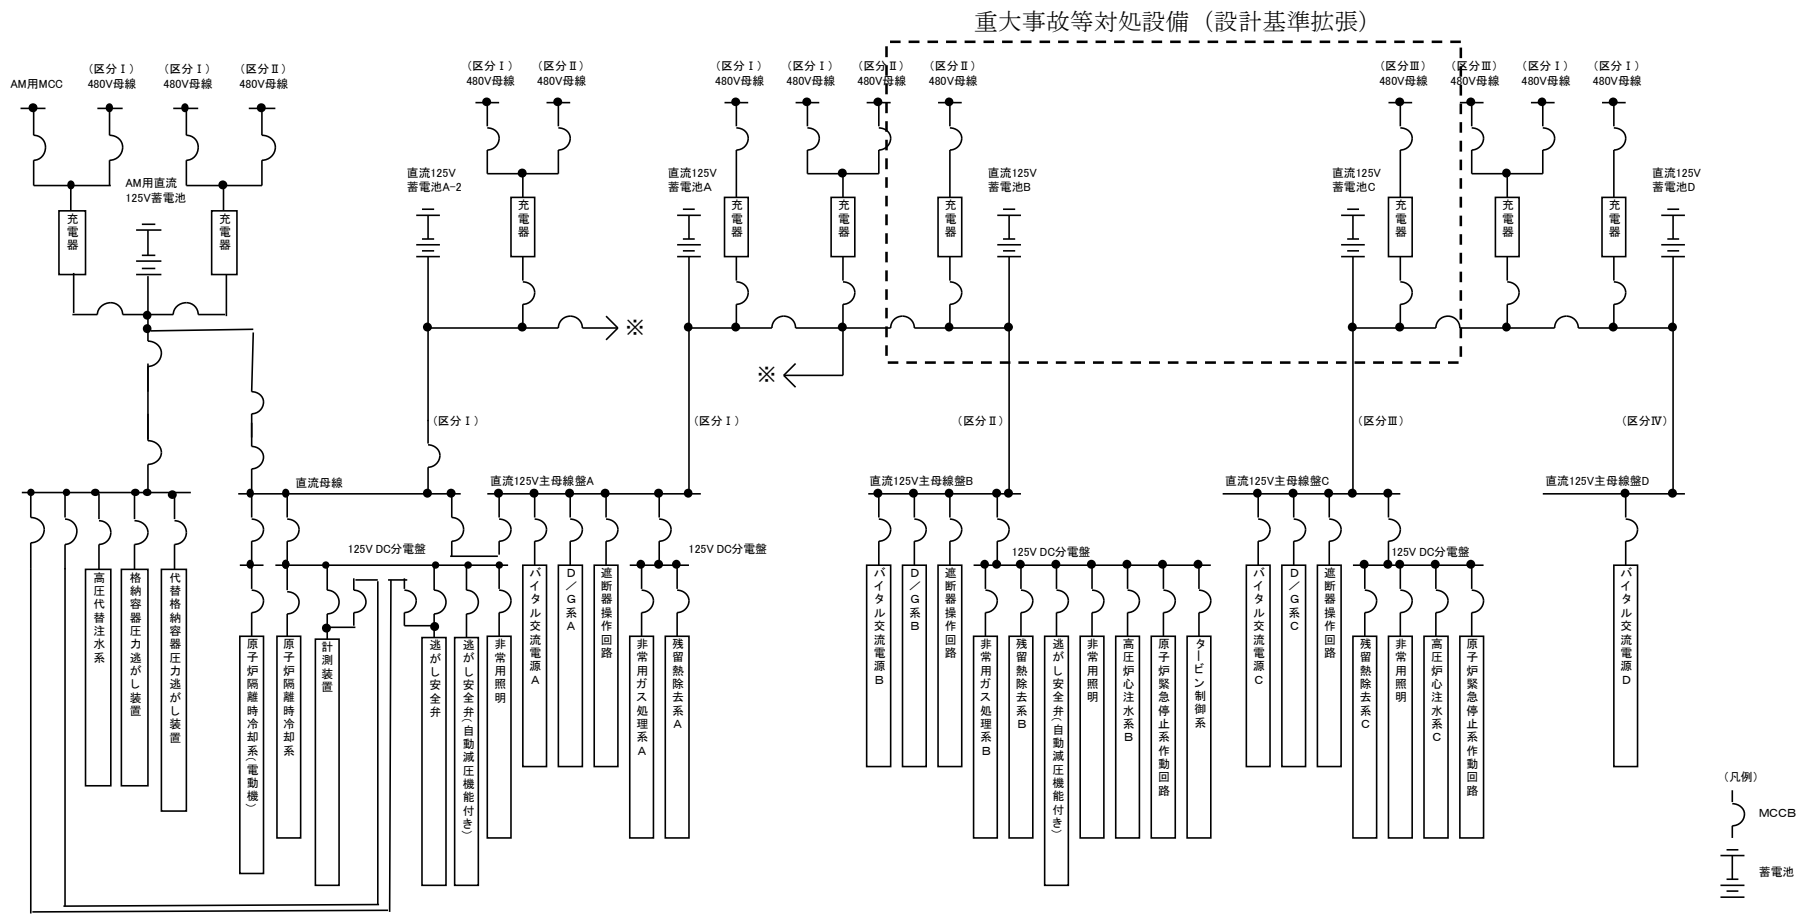 重大事故等対処設備（設計基準拡張）
AM用MCC
（区分Ⅰ）
480V母線
（区分Ⅰ）
480V母線
（区分Ⅱ）
480V母線
（区分Ⅰ）
480V母線
（区分Ⅱ）
480V母線
（区分Ⅰ）
480V母線
（区分Ⅰ）
480V母線
（区分Ⅱ）
480V母線
（区分Ⅱ）
480V母線
（区分Ⅲ）
480V母線
（区分Ⅲ）
480V母線
（区分Ⅰ）
480V母線
（区分Ⅰ）
480V母線
AM用直流
125V蓄電池
直流125V
蓄電池A-2
直流125V
蓄電池A
直流125V
蓄電池B
直流125V
蓄電池C
直流125V
蓄電池D
充電器
充電器
充電器
充電器
充電器
充電器
充電器
充電器
充電器
※
※
（区分Ⅰ）
（区分Ⅰ）
（区分Ⅱ）
（区分Ⅲ）
（区分Ⅳ）
直流母線
直流125V主母線盤A
直流125V主母線盤B
直流125V主母線盤C
直流125V主母線盤D
125V DC分電盤
125V DC分電盤
125V DC分電盤
125V DC分電盤
高圧代替注水系
格納容器圧力逃がし装置
代替格納容器圧力逃がし装置
原子炉隔離時冷却系（電動機）
原子炉隔離時冷却系
計測装置
逃がし安全弁
逃がし安全弁（自動減圧機能付き）
非常用照明
バイタル交流電源A
D／G系A
遮断器操作回路
非常用ガス処理系A
残留熱除去系A
バイタル交流電源B
D／G系B
遮断器操作回路
非常用ガス処理系B
残留熱除去系B
逃がし安全弁（自動減圧機能付き）
非常用照明
高圧炉心注水系B
原子炉緊急停止系作動回路
タービン制御系
バイタル交流電源C
D／G系C
遮断器操作回路
残留熱除去系C
非常用照明
高圧炉心注水系C
原子炉緊急停止系作動回路
バイタル交流電源D
（凡例）
MCCB
蓄電池